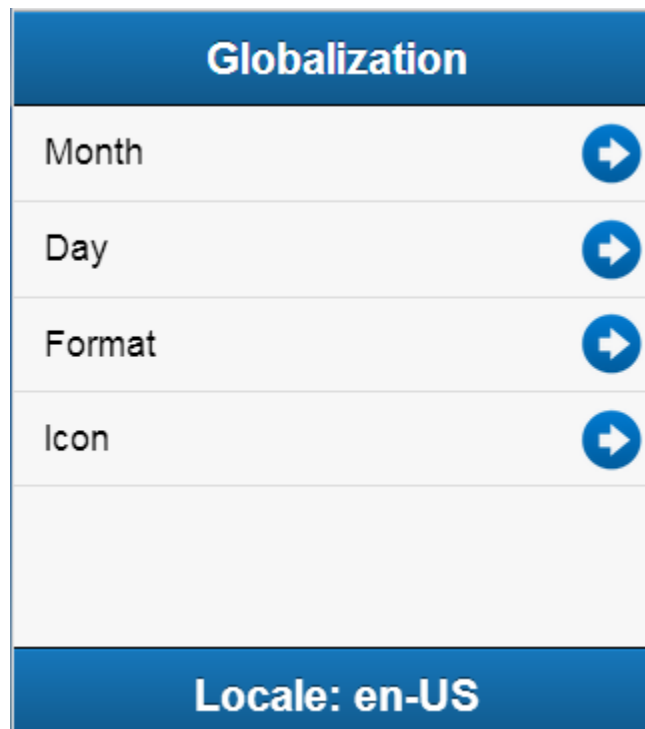 Globalization
Month
Day
Format
Icon
Locale: en-US